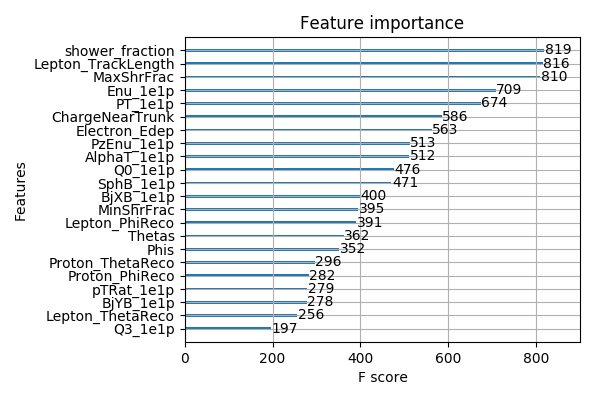 Feature importance
Features
shower_fraction 819
Lepton_TrackLength 816
MaxShrFrac 810
Enu_1e1p 709
PT_1e1p 674
ChargeNearTrunk 586
Electron_Edep 563
PzEnu_1e1p 513
AlphaT_1e1p 512
Q0_1e1p 476
SphB_1e1p 471
BjXB_1e1p 400
MinShrFrac 395
Lepton_PhiReco 391
Thetas 362
Phis 352
Proton_ThetaReco 296
Proton_PhiReco 282
pTRat_1e1p 279
BjYB_1e1p 278
Lepton_ThetaReco 256
Q3_1e1p 197
0 200 400 600 800
F score